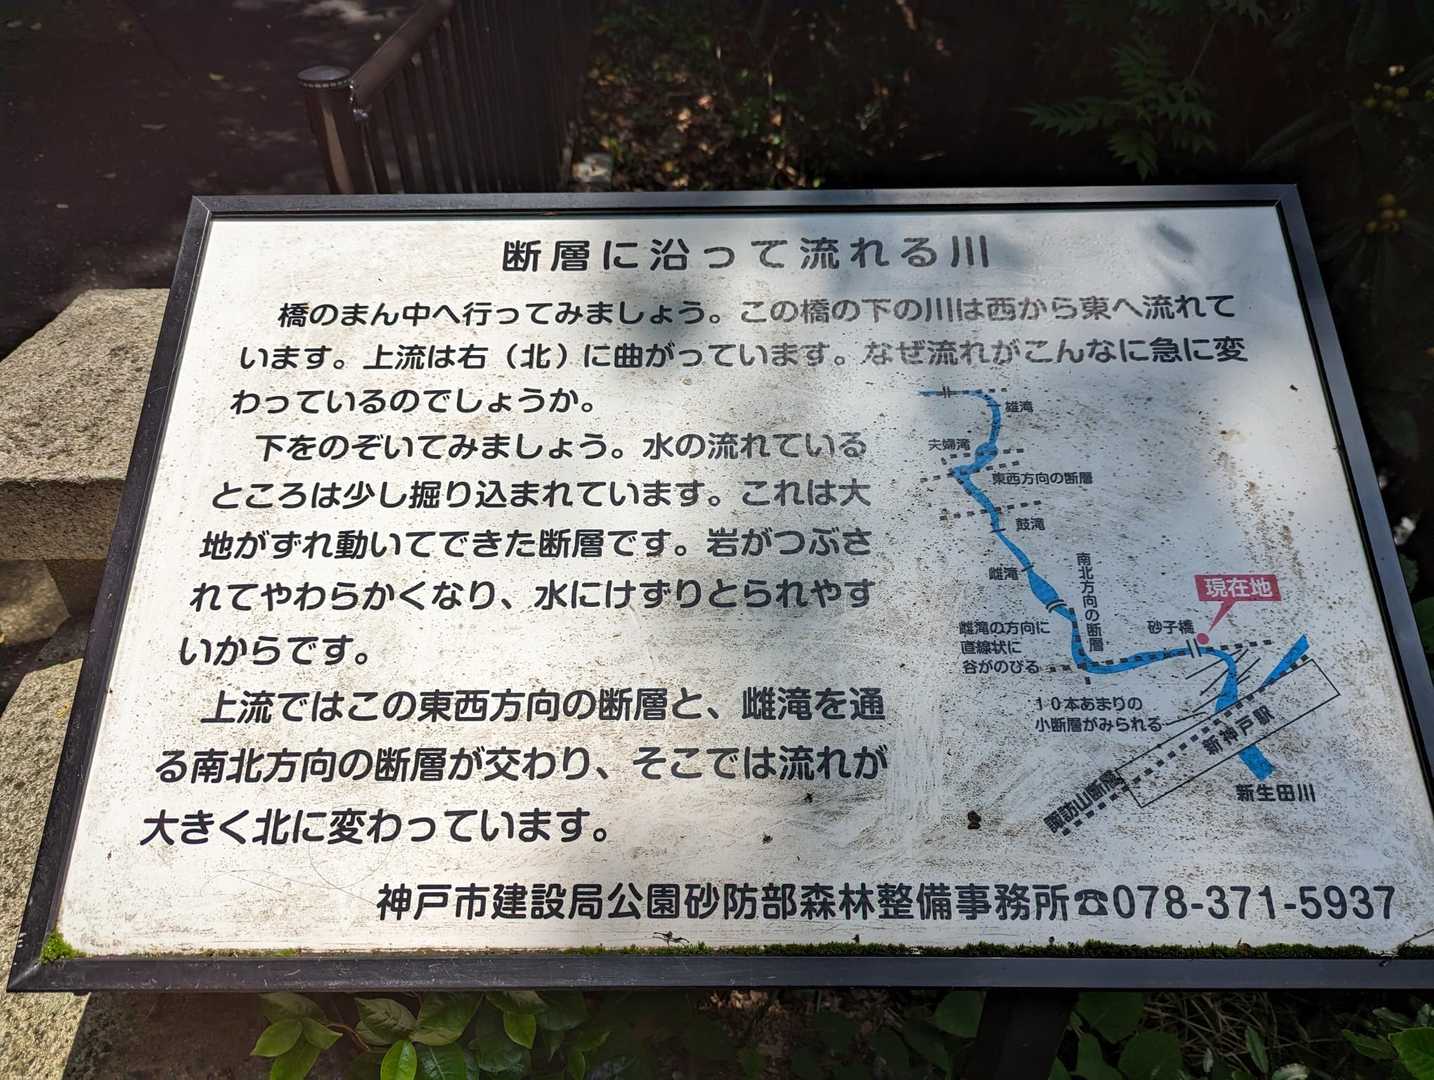 断層に沿って流れる川
橋のまん中へ行ってみましょう。この橋の下の川は西から東へ流れて
います。上流は右（北）に曲がっています。なぜ流れがこんなに急に変
わっているのでしょうか。
下をのぞいてみましょう。水の流れている
ところは少し掘り込まれています。これは大
地がずれ動いてできた断層です。岩がつぶさ
れてやわらかくなり、水にけずりとられやす
いからです。
上流ではこの東西方向の断層と、雌滝を通
る南北方向の断層が交わり、そこでは流れが
大きく北に変わっています。
雄滝
夫婦滝
東西方向の断層
鼓滝
雌滝
南北方向の断層
現在地
砂子橋
雌滝の方向に
直線状に
谷がのびる
10本あまりの
小断層がみられる
新神戸駅
諏訪山断層
新生田川
神戸市建設局公園砂防部森林整備事務所☎078-371-5937